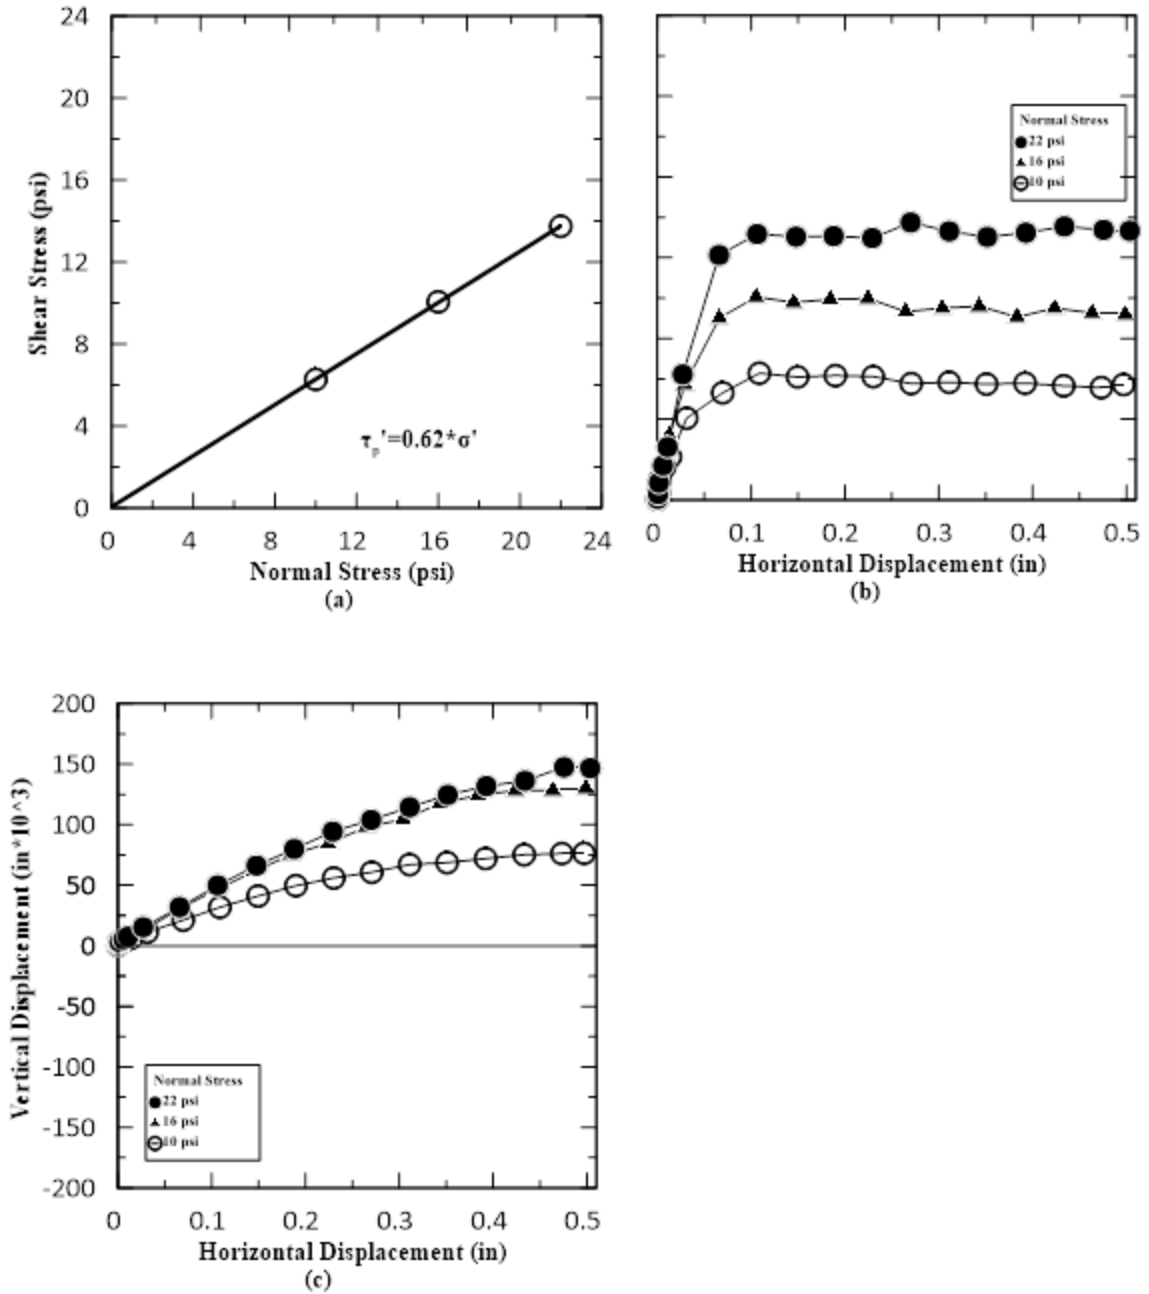 24
20
16
12
8
4
0
Shear Stress (psi)
τp'=0.62*σ'
0 4 8 12 16 20 24
Normal Stress (psi)
(a)
Normal Stress
22 psi
16 psi
10 psi
0 0.1 0.2 0.3 0.4 0.5
Horizontal Displacement (in)
(b)
200
150
100
50
0
-50
-100
-150
-200
Vertical Displacement (in*10^3)
Normal Stress
22 psi
16 psi
10 psi
0 0.1 0.2 0.3 0.4 0.5
Horizontal Displacement (in)
(c)